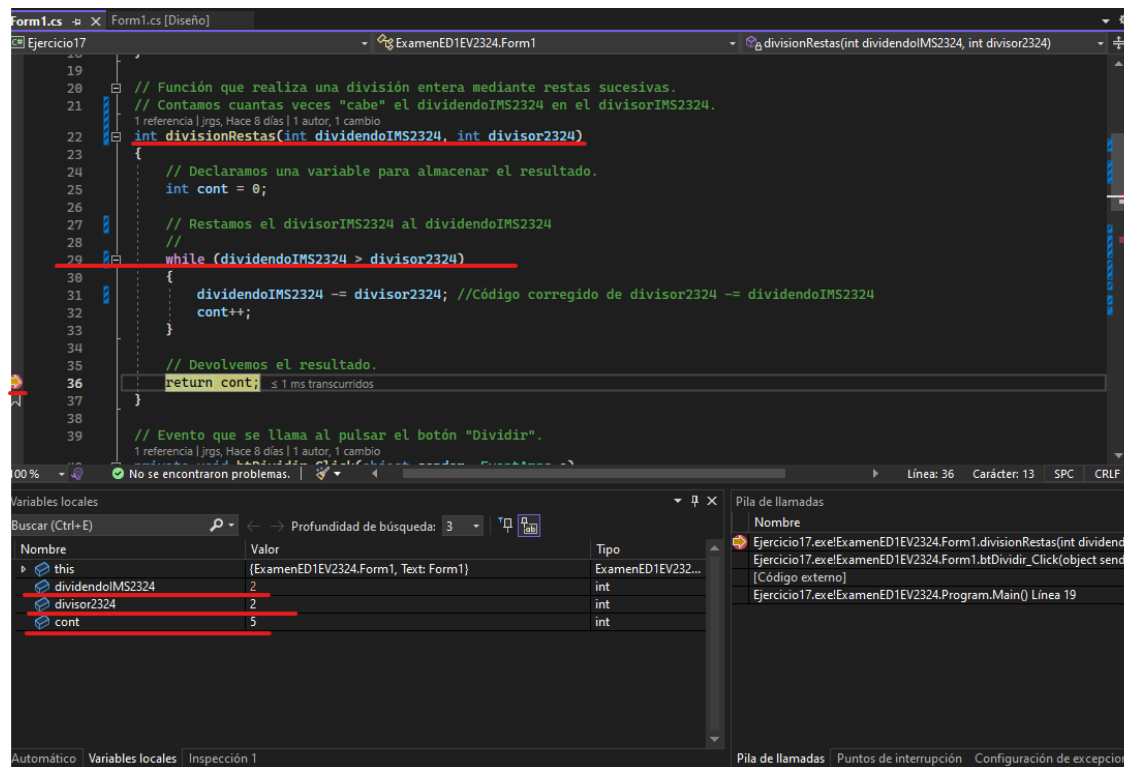 Form1.cs Form1.cs [Diseño]
C# Ejercicio17 ExamenED1EV2324.Form1 divisionRestas(int dividendoIMS2324, int divisor2324)
19
20 // Función que realiza una división entera mediante restas sucesivas.
21 // Contamos cuantas veces "cabe" el dividendoIMS2324 en el divisorIMS2324.
1 referencia | jrgs, Hace 8 días | 1 autor, 1 cambio
22 int divisionRestas(int dividendoIMS2324, int divisor2324)
23 {
24 // Declaramos una variable para almacenar el resultado.
25 int cont = 0;
26
27 // Restamos el divisorIMS2324 al dividendoIMS2324
28 //
29 while (dividendoIMS2324 > divisor2324)
30 {
31 dividendoIMS2324 -= divisor2324; //Código corregido de divisor2324 -= dividendoIMS2324
32 cont++;
33 }
34
35 // Devolvemos el resultado.
36 return cont; ≤ 1 ms transcurridos
37 }
38
39 // Evento que se llama al pulsar el botón "Dividir".
1 referencia | jrgs, Hace 8 días | 1 autor, 1 cambio
100 % No se encontraron problemas. Línea: 36 Carácter: 13 SPC CRLF
Variables locales
Buscar (Ctrl+E) Profundidad de búsqueda: 3
Nombre Valor Tipo
this {ExamenED1EV2324.Form1, Text: Form1} ExamenED1EV232...
dividendoIMS2324 2 int
divisor2324 2 int
cont 5 int
Automático Variables locales Inspección 1
Pila de llamadas
Nombre
Ejercicio17.exe!ExamenED1EV2324.Form1.divisionRestas(int dividend
Ejercicio17.exe!ExamenED1EV2324.Form1.btDividir_Click(object send
[Código externo]
Ejercicio17.exe!ExamenED1EV2324.Program.Main() Línea 19
Pila de llamadas Puntos de interrupción Configuración de excepcion